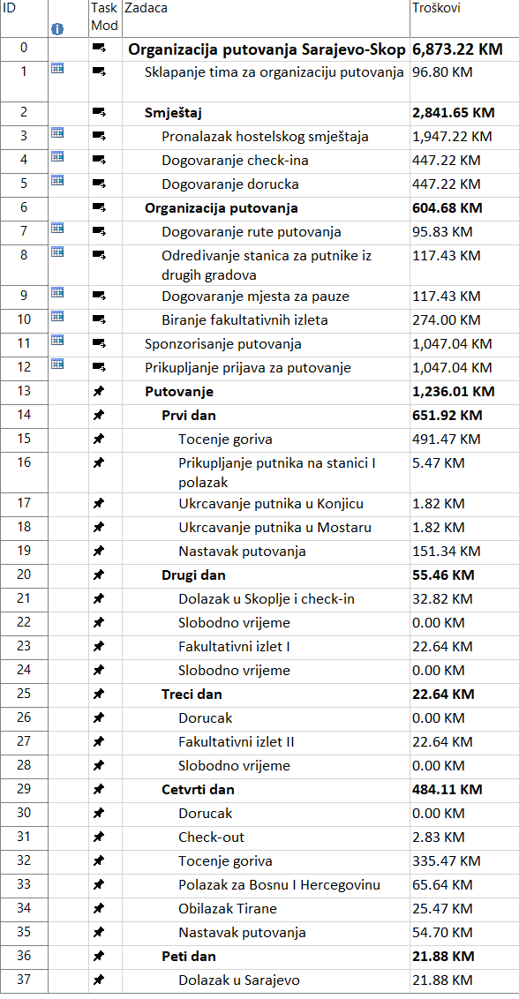 ID Task Mod Zadaca Troškovi
0 Organizacija putovanja Sarajevo-Skop 6,873.22 KM
1 Sklapanje tima za organizaciju putovanja 96.80 KM
2 Smještaj 2,841.65 KM
3 Pronalazak hostelskog smještaja 1,947.22 KM
4 Dogovaranje check-ina 447.22 KM
5 Dogovaranje dorucka 447.22 KM
6 Organizacija putovanja 604.68 KM
7 Dogovaranje rute putovanja 95.83 KM
8 Odredivanje stanica za putnike iz 117.43 KM
drugih gradova
9 Dogovaranje mjesta za pauze 117.43 KM
10 Biranje fakultativnih izleta 274.00 KM
11 Sponzorisanje putovanja 1,047.04 KM
12 Prikupljanje prijava za putovanje 1,047.04 KM
13 Putovanje 1,236.01 KM
14 Prvi dan 651.92 KM
15 Tocenje goriva 491.47 KM
16 Prikupljanje putnika na stanici I 5.47 KM
polazak
17 Ukrcavanje putnika u Konjicu 1.82 KM
18 Ukrcavanje putnika u Mostaru 1.82 KM
19 Nastavak putovanja 151.34 KM
20 Drugi dan 55.46 KM
21 Dolazak u Skoplje i check-in 32.82 KM
22 Slobodno vrijeme 0.00 KM
23 Fakultativni izlet I 22.64 KM
24 Slobodno vrijeme 0.00 KM
25 Treci dan 22.64 KM
26 Dorucak 0.00 KM
27 Fakultativni izlet II 22.64 KM
28 Slobodno vrijeme 0.00 KM
29 Cetvrti dan 484.11 KM
30 Dorucak 0.00 KM
31 Check-out 2.83 KM
32 Tocenje goriva 335.47 KM
33 Polazak za Bosnu I Hercegovinu 65.64 KM
34 Obilazak Tirane 25.47 KM
35 Nastavak putovanja 54.70 KM
36 Peti dan 21.88 KM
37 Dolazak u Sarajevo 21.88 KM